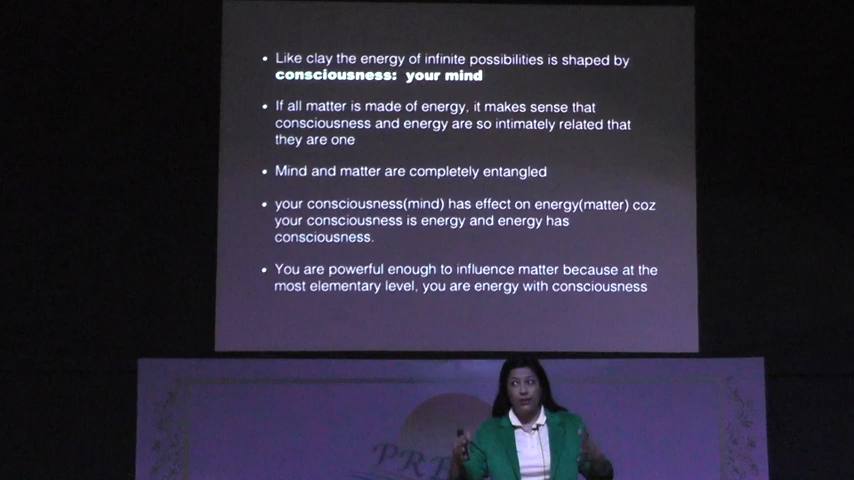 • Like clay the energy of infinite possibilities is shaped by
consciousness: your mind
• If all matter is made of energy, it makes sense that
consciousness and energy are so intimately related that
they are one
• Mind and matter are completely entangled
• your consciousness(mind) has effect on energy(matter) coz
your consciousness is energy and energy has
consciousness.
• You are powerful enough to influence matter because at the
most elementary level, you are energy with consciousness